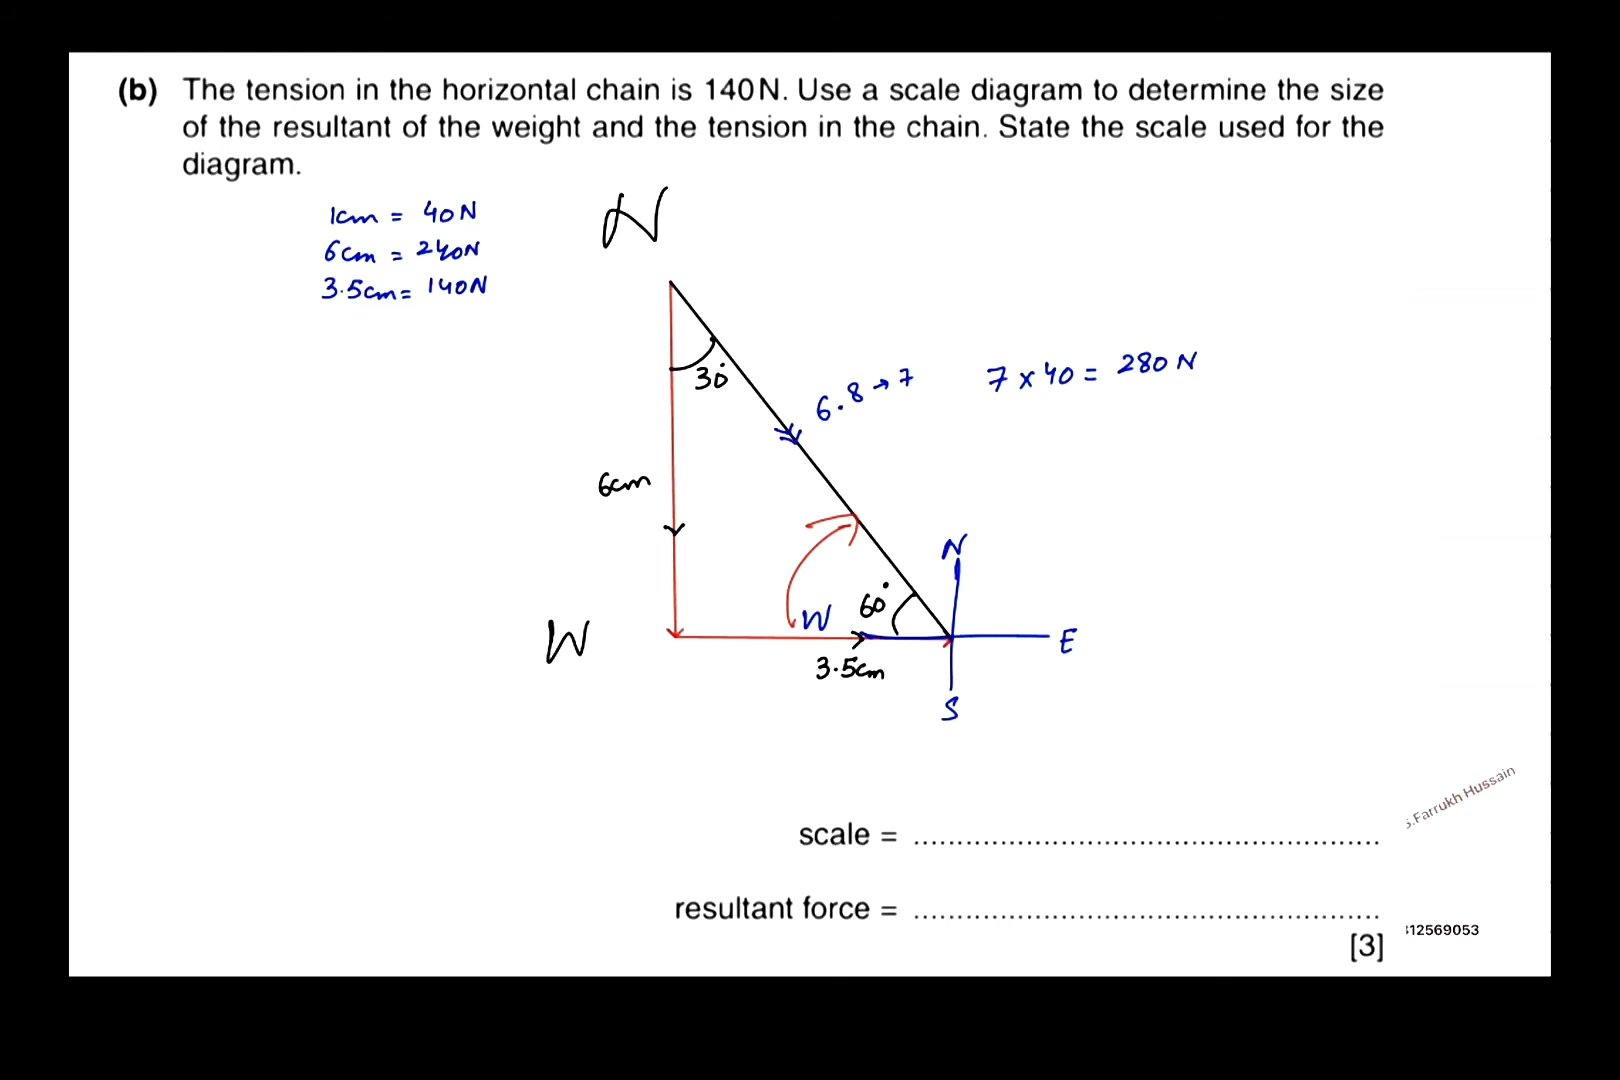 (b) The tension in the horizontal chain is 140 N. Use a scale diagram to determine the size
of the resultant of the weight and the tension in the chain. State the scale used for the
diagram.
1cm = 40N
6cm = 240N
3.5cm = 140N
N
30°
6.8 → 7
7 x 40 = 280 N
6cm
N
60°
W
W
E
3.5cm
S
S.Farrukh Hussain
scale = ......................................................
resultant force = ......................................................
[3]
12569053